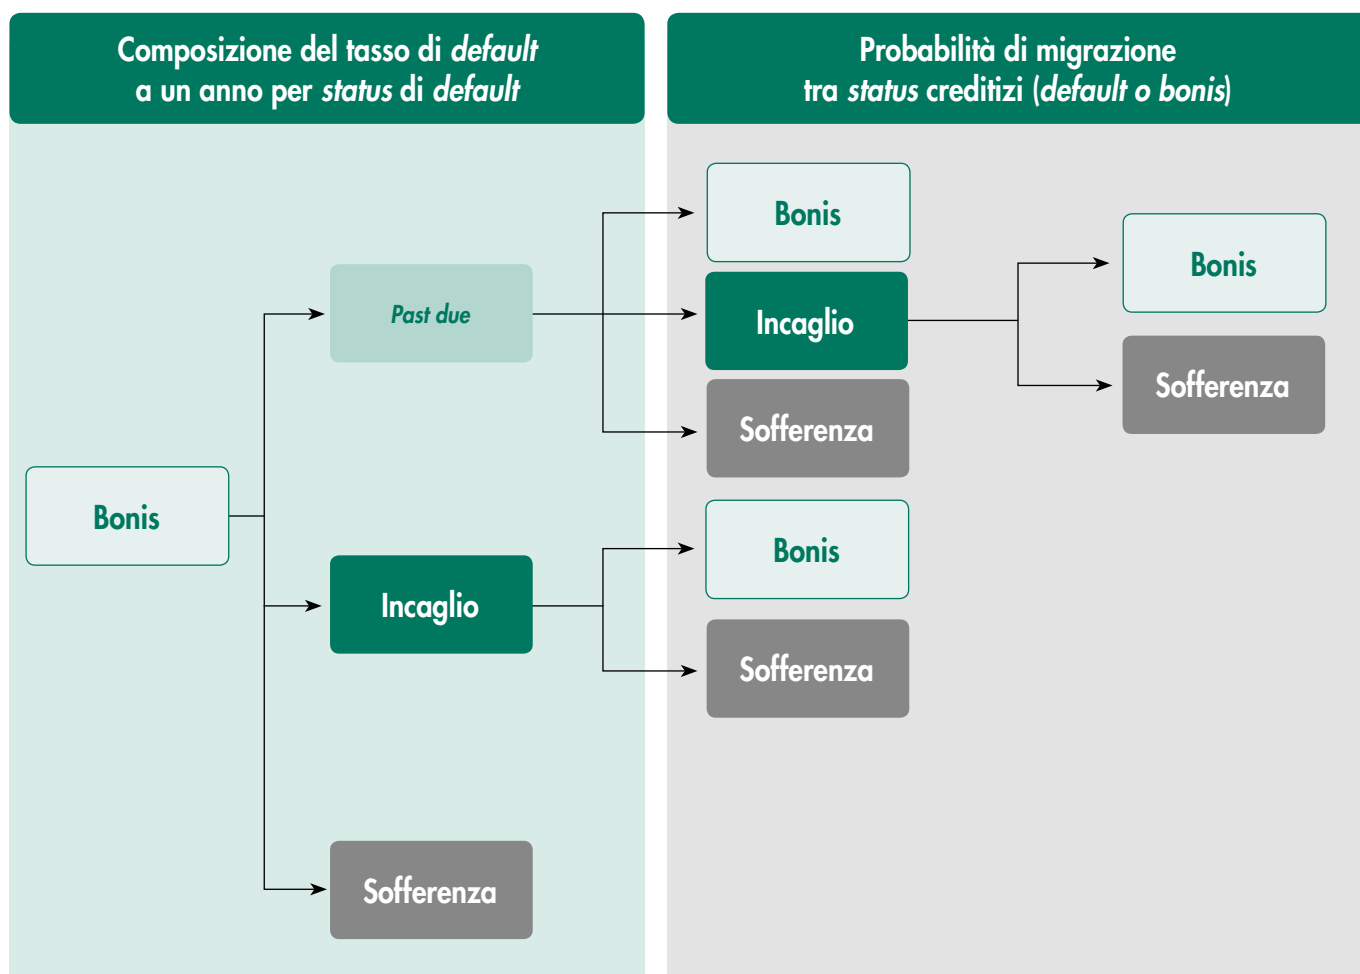 Composizione del tasso di default
a un anno per status di default
Probabilità di migrazione
tra status creditizi (default o bonis)
Bonis
Past due
Incaglio
Sofferenza
Bonis
Incaglio
Sofferenza
Bonis
Sofferenza
Bonis
Sofferenza